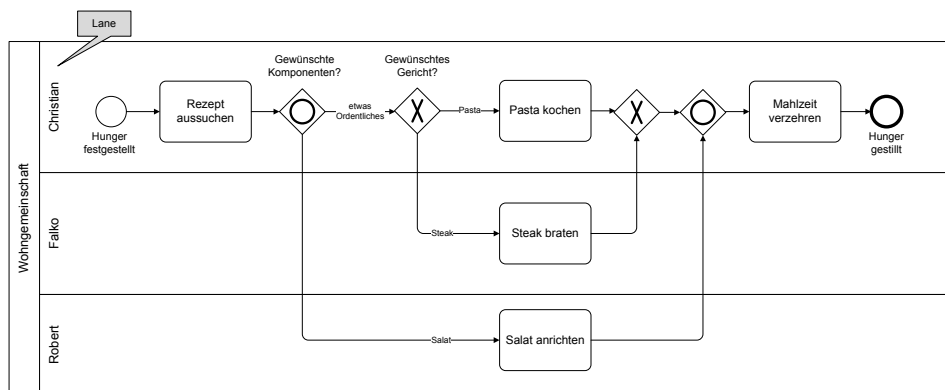 Lane
Wohngemeinschaft
Christian
Hunger
festgestellt
Rezept
aussuchen
Gewünschte
Komponenten?
etwas
Ordentliches
Gewünschtes
Gericht?
Pasta
Pasta kochen
Mahlzeit
verzehren
Hunger
gestillt
Falko
Steak
Steak braten
Robert
Salat
Salat anrichten